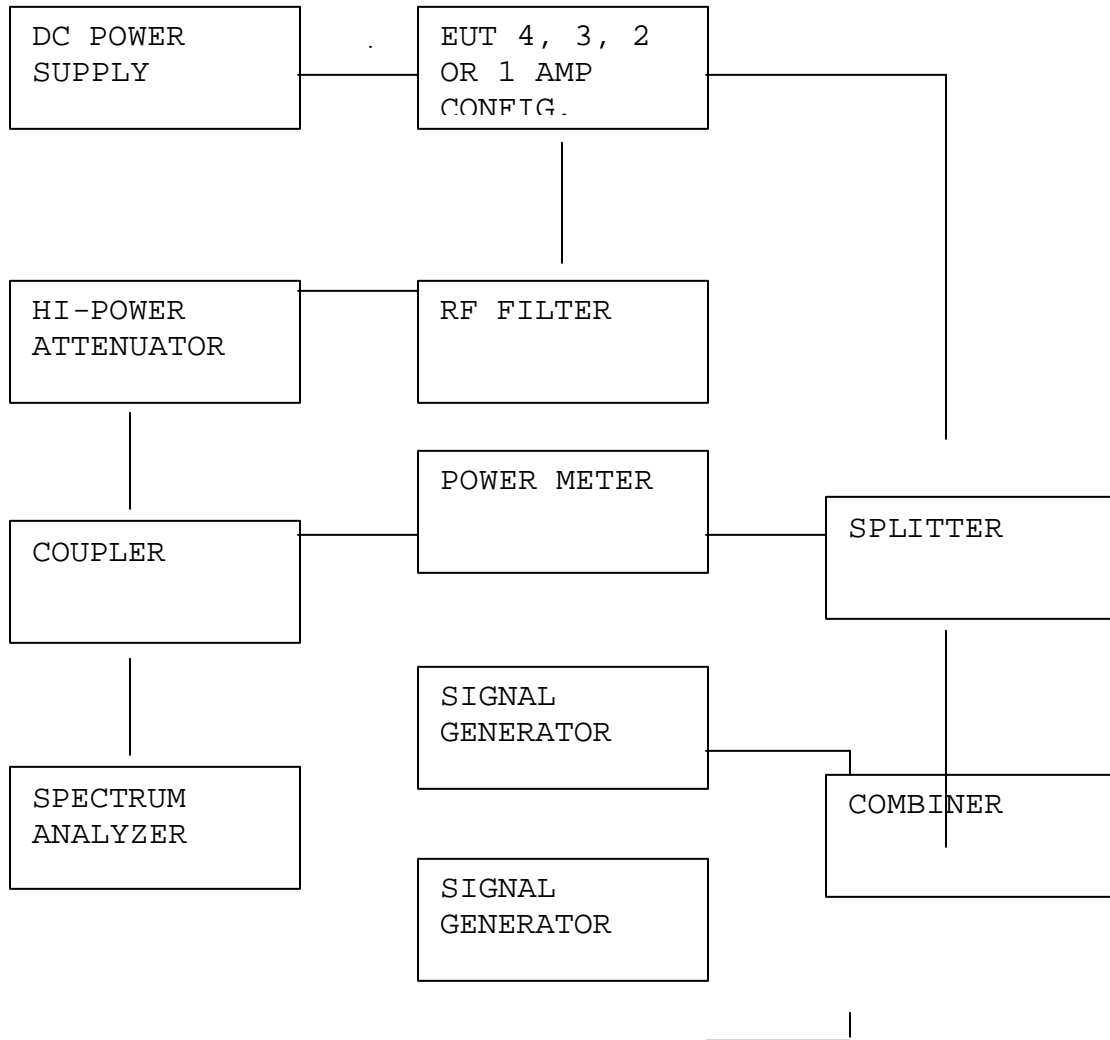 DC POWER
SUPPLY
EUT 4, 3, 2
OR 1 AMP
CONFIG.
HI-POWER
ATTENUATOR
RF FILTER
POWER METER
COUPLER
SPLITTER
SIGNAL
GENERATOR
SPECTRUM
ANALYZER
COMBINER
SIGNAL
GENERATOR